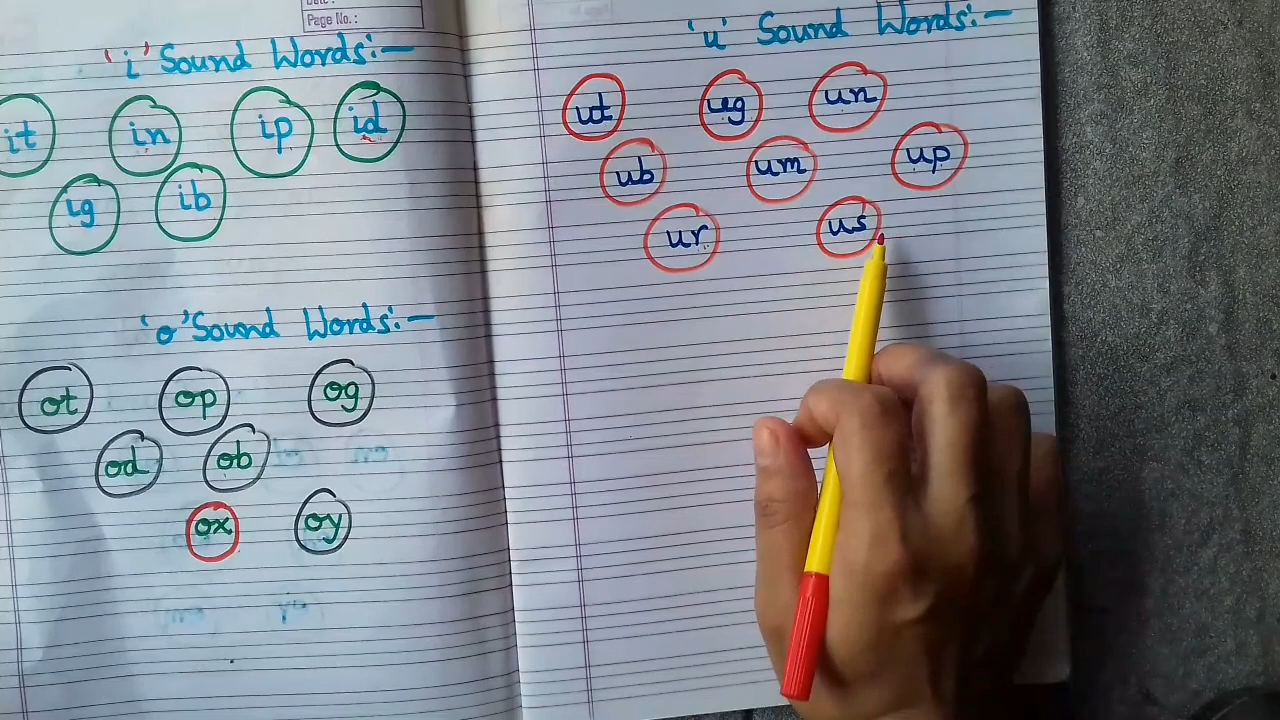 Page No.:
'i' Sound Words:-
it in ip id
ig ib
'o' Sound Words:-
ot op og
od ob
ox oy
'u' Sound Words:-
ut ug un
ub um up
ur us